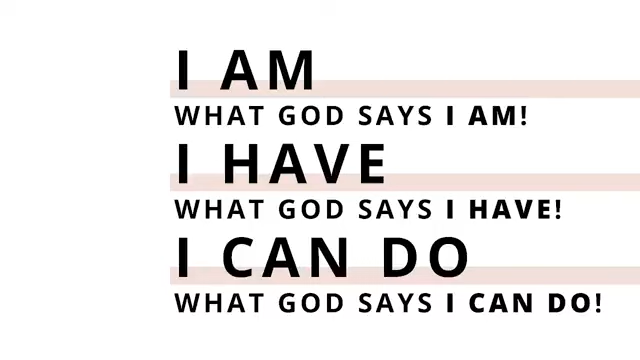 I AM
WHAT GOD SAYS I AM!
I HAVE
WHAT GOD SAYS I HAVE!
I CAN DO
WHAT GOD SAYS I CAN DO!